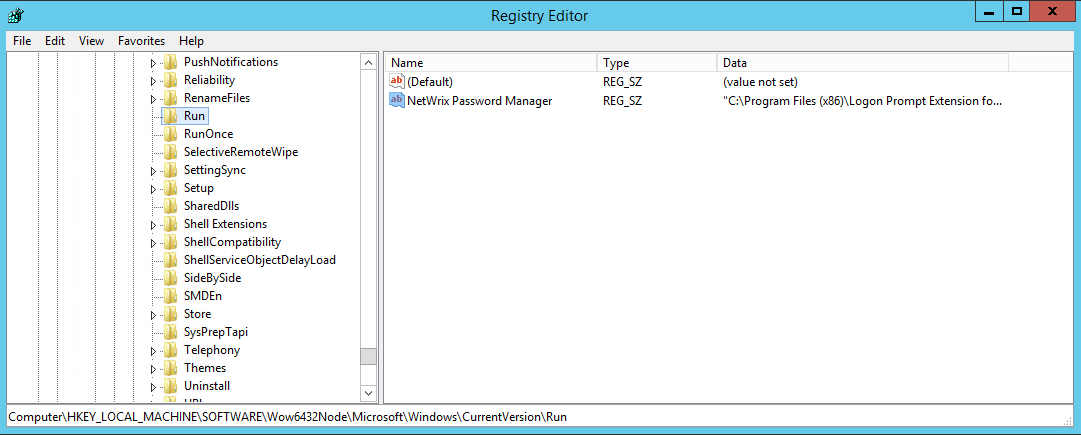 Registry Editor
File Edit View Favorites Help
PushNotifications
Reliability
RenameFiles
Run
RunOnce
SelectiveRemoteWipe
SettingSync
Setup
SharedDlls
Shell Extensions
ShellCompatibility
ShellServiceObjectDelayLoad
SideBySide
SMDEn
Store
SysPrepTapi
Telephony
Themes
Uninstall
Name Type Data
(Default) REG_SZ (value not set)
NetWrix Password Manager REG_SZ "C:\Program Files (x86)\Logon Prompt Extension fo...
Computer\HKEY_LOCAL_MACHINE\SOFTWARE\Wow6432Node\Microsoft\Windows\CurrentVersion\Run